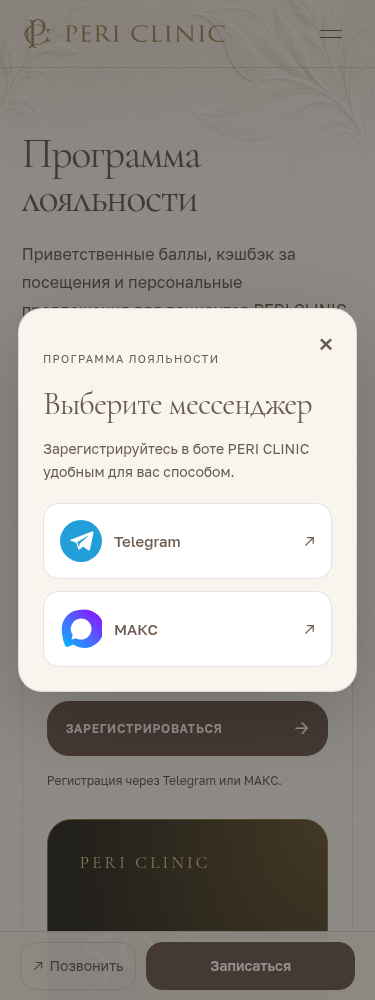 PERI CLINIC
Программа
лояльности
Приветственные баллы, кэшбэк за
посещения и персональные
ПРОГРАММА ЛОЯЛЬНОСТИ
Выберите мессенджер
Зарегистрируйтесь в боте PERI CLINIC
удобным для вас способом.
Telegram
МАКС
ЗАРЕГИСТРИРОВАТЬСЯ
Регистрация через Telegram или МАКС.
PERI CLINIC
Позвонить
Записаться